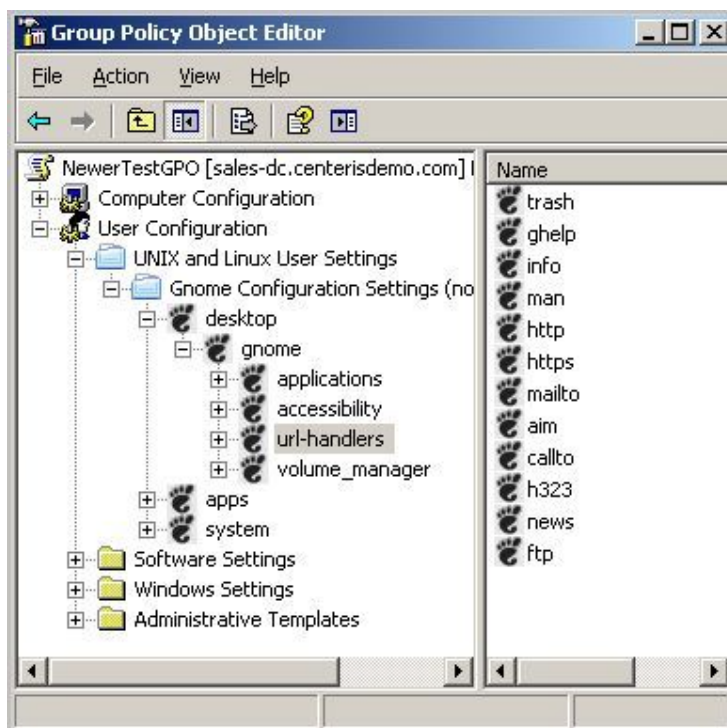 Group Policy Object Editor
File Action View Help
NewerTestGPO [sales-dc.centerisdemo.com]
Computer Configuration
User Configuration
UNIX and Linux User Settings
Gnome Configuration Settings (no
desktop
gnome
applications
accessibility
url-handlers
volume_manager
apps
system
Software Settings
Windows Settings
Administrative Templates
Name
trash
ghelp
info
man
http
https
mailto
aim
callto
h323
news
ftp